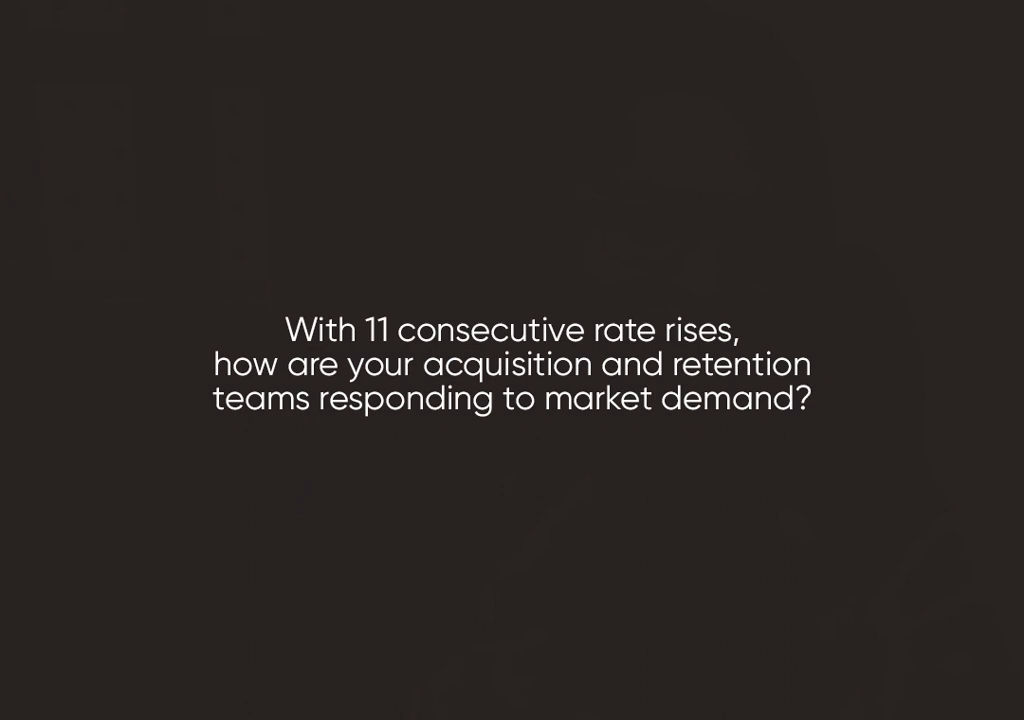 With 11 consecutive rate rises,
how are your acquisition and retention
teams responding to market demand?